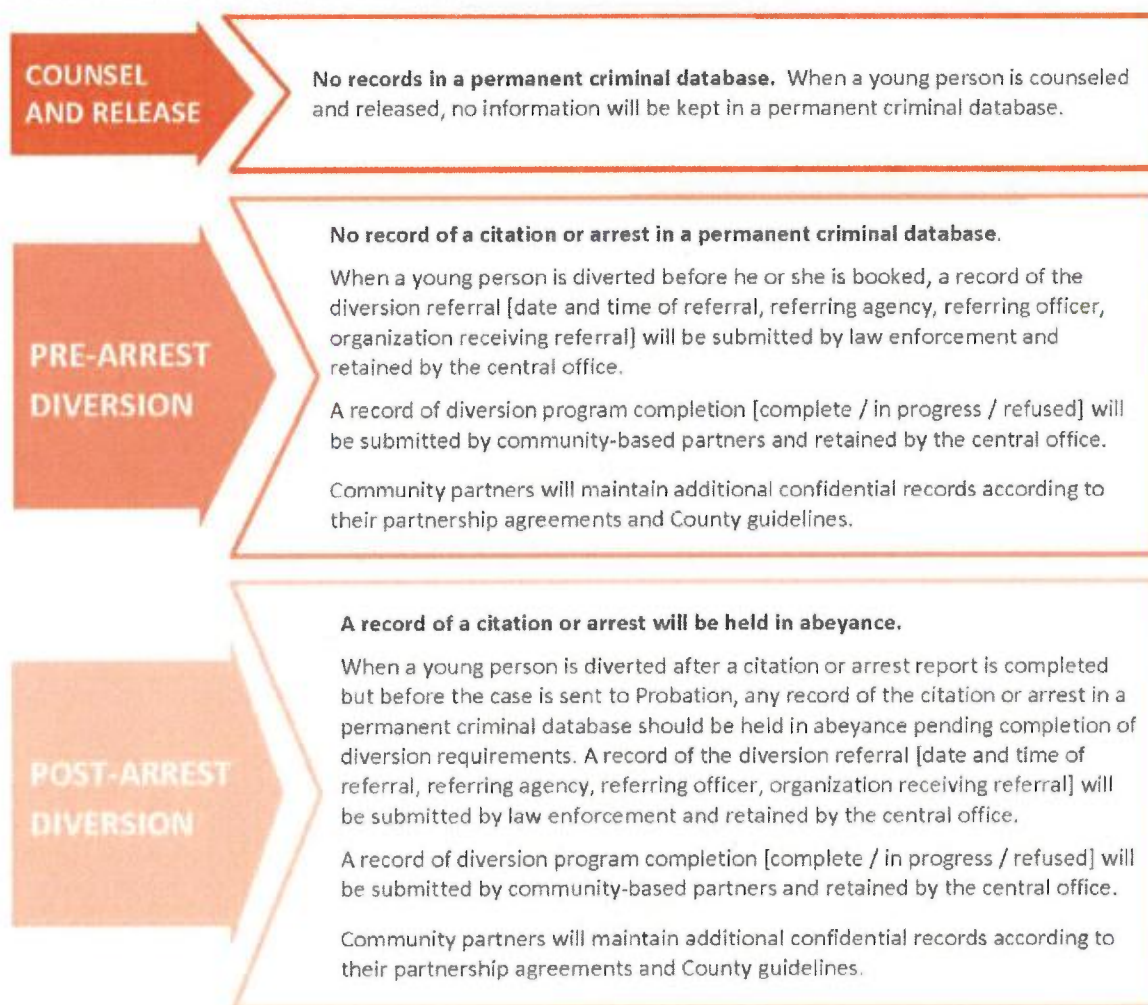 COUNSEL
AND RELEASE
No records in a permanent criminal database. When a young person is counseled
and released, no information will be kept in a permanent criminal database.
PRE-ARREST
DIVERSION
No record of a citation or arrest in a permanent criminal database.
When a young person is diverted before he or she is booked, a record of the
diversion referral [date and time of referral, referring agency, referring officer,
organization receiving referral] will be submitted by law enforcement and
retained by the central office.
A record of diversion program completion [complete / in progress / refused] will
be submitted by community-based partners and retained by the central office.
Community partners will maintain additional confidential records according to
their partnership agreements and County guidelines.
POST-ARREST
DIVERSION
A record of a citation or arrest will be held in abeyance.
When a young person is diverted after a citation or arrest report is completed
but before the case is sent to Probation, any record of the citation or arrest in a
permanent criminal database should be held in abeyance pending completion of
diversion requirements. A record of the diversion referral [date and time of
referral, referring agency, referring officer, organization receiving referral] will
be submitted by law enforcement and retained by the central office.
A record of diversion program completion [complete / in progress / refused] will
be submitted by community-based partners and retained by the central office.
Community partners will maintain additional confidential records according to
their partnership agreements and County guidelines.